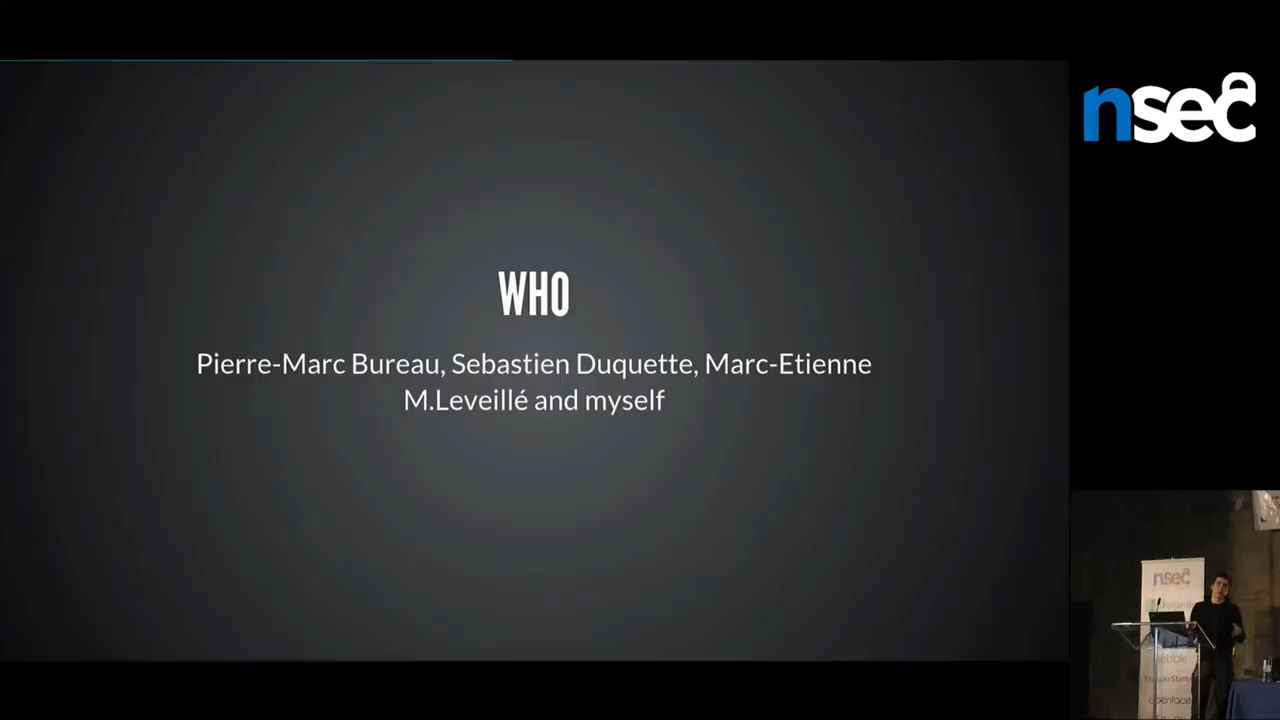 nsec
WHO
Pierre-Marc Bureau, Sebastien Duquette, Marc-Etienne
M.Leveillé and myself
nsec